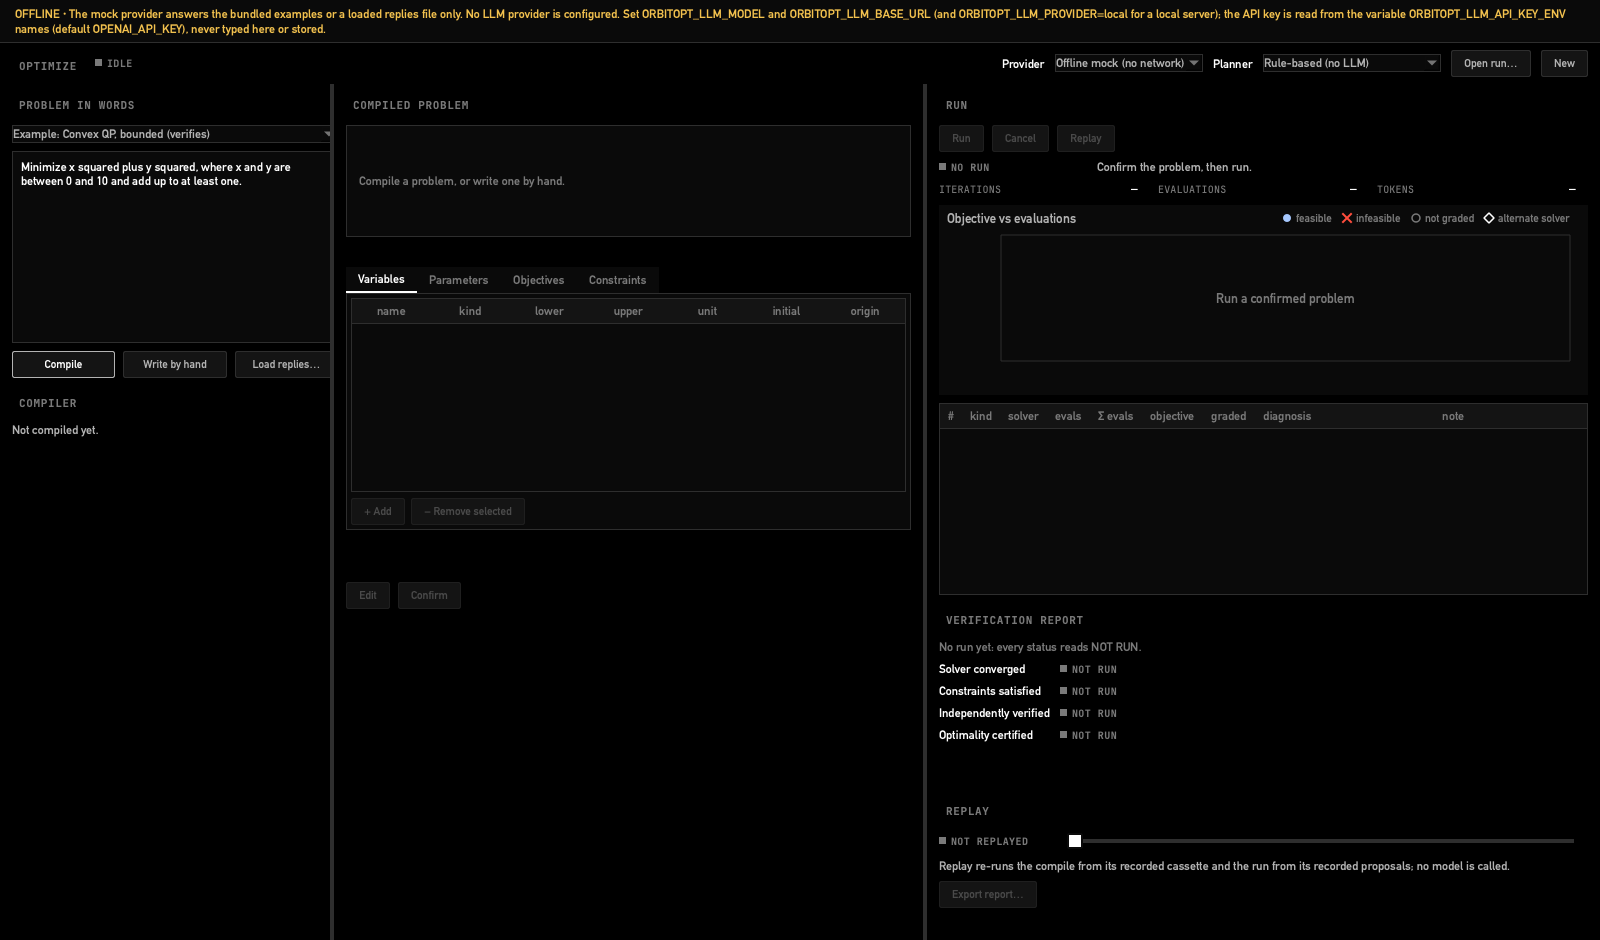 OFFLINE • The mock provider answers the bundled examples or a loaded replies file only. No LLM provider is configured. Set ORBITOPT_LLM_MODEL and ORBITOPT_LLM_BASE_URL (and ORBITOPT_LLM_PROVIDER=local for a local server); the API key is read from the variable ORBITOPT_LLM_API_KEY_ENV
names (default OPENAI_API_KEY), never typed here or stored.
OPTIMIZE IDLE Provider Offline mock (no network) Planner Rule-based (no LLM) Open run... New
PROBLEM IN WORDS
Example: Convex QP, bounded (verifies)
Minimize x squared plus y squared, where x and y are
between 0 and 10 and add up to at least one.
Compile Write by hand Load replies...
COMPILER
Not compiled yet.
COMPILED PROBLEM
Compile a problem, or write one by hand.
Variables Parameters Objectives Constraints
name kind lower upper unit initial origin
+ Add – Remove selected
Edit Confirm
RUN
Run Cancel Replay
NO RUN Confirm the problem, then run.
ITERATIONS – EVALUATIONS – TOKENS –
Objective vs evaluations feasible infeasible not graded alternate solver
Run a confirmed problem
# kind solver evals Σ evals objective graded diagnosis note
VERIFICATION REPORT
No run yet: every status reads NOT RUN.
Solver converged NOT RUN
Constraints satisfied NOT RUN
Independently verified NOT RUN
Optimality certified NOT RUN
REPLAY
NOT REPLAYED
Replay re-runs the compile from its recorded cassette and the run from its recorded proposals; no model is called.
Export report...